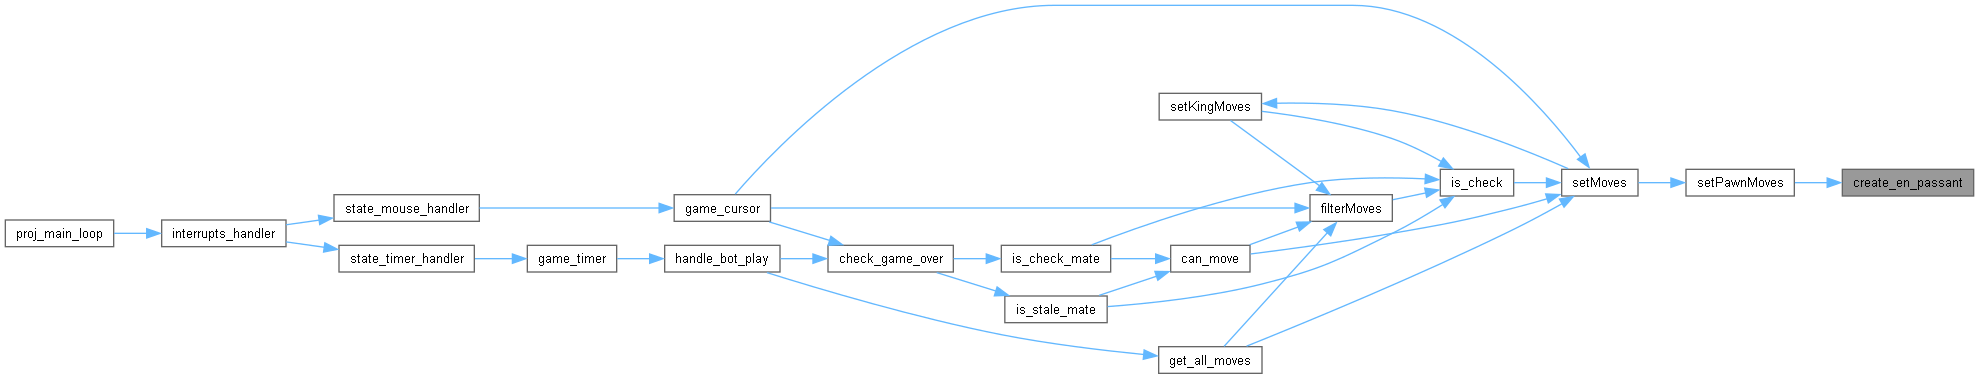 proj_main_loop
interrupts_handler
state_mouse_handler
state_timer_handler
game_timer
game_cursor
handle_bot_play
check_game_over
is_check_mate
is_stale_mate
setKingMoves
can_move
get_all_moves
filterMoves
is_check
setMoves
setPawnMoves
create_en_passant